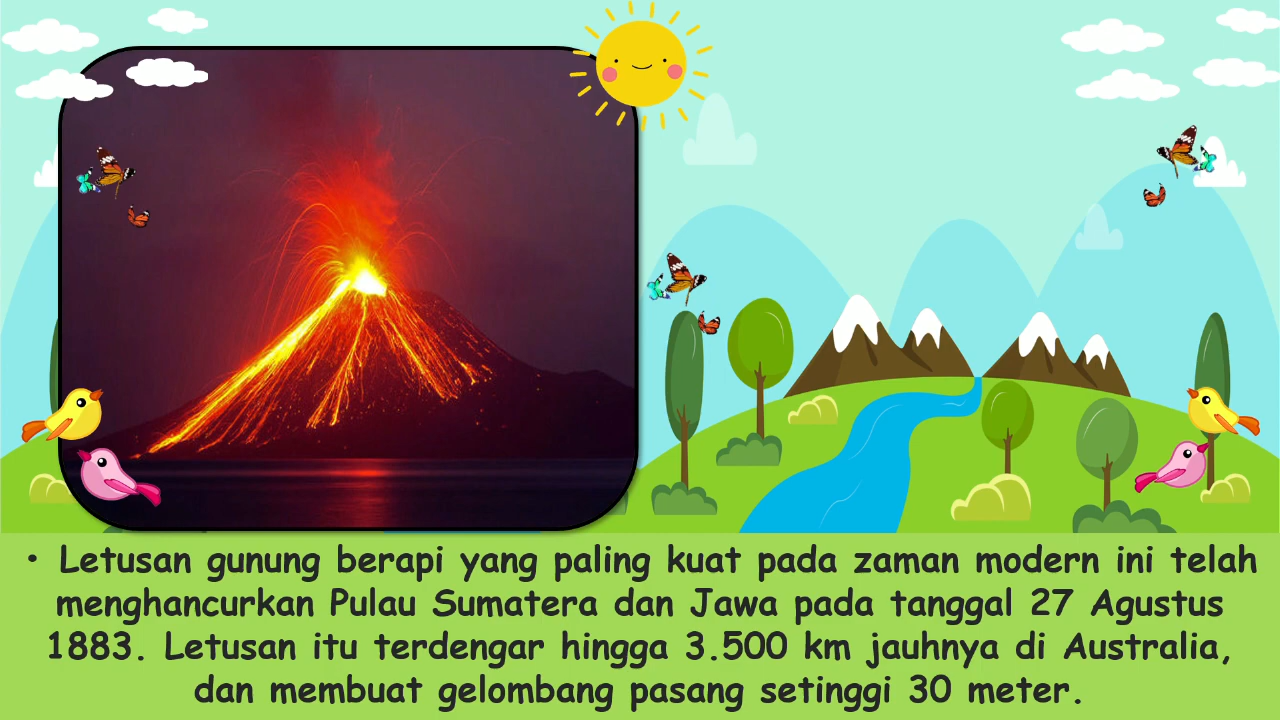 • Letusan gunung berapi yang paling kuat pada zaman modern ini telah
menghancurkan Pulau Sumatera dan Jawa pada tanggal 27 Agustus
1883. Letusan itu terdengar hingga 3.500 km jauhnya di Australia,
dan membuat gelombang pasang setinggi 30 meter.